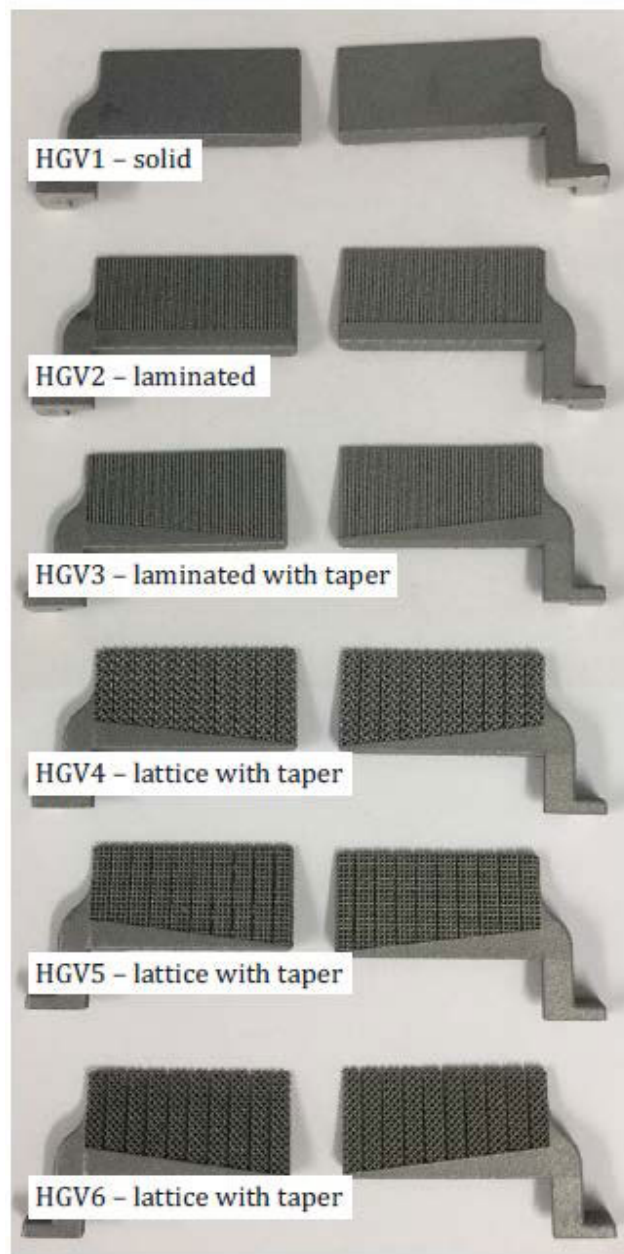 HGV1 – solid
HGV2 – laminated
HGV3 – laminated with taper
HGV4 – lattice with taper
HGV5 – lattice with taper
HGV6 – lattice with taper